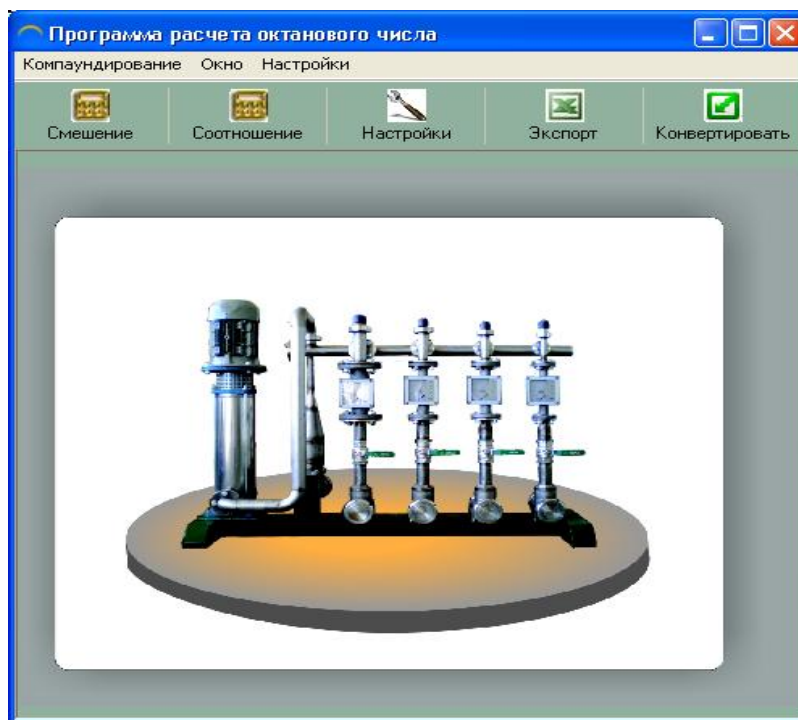 Программа расчета октанового числа
Компаундирование Окно Настройки
Смешение Соотношение Настройки Экспорт Конвертировать